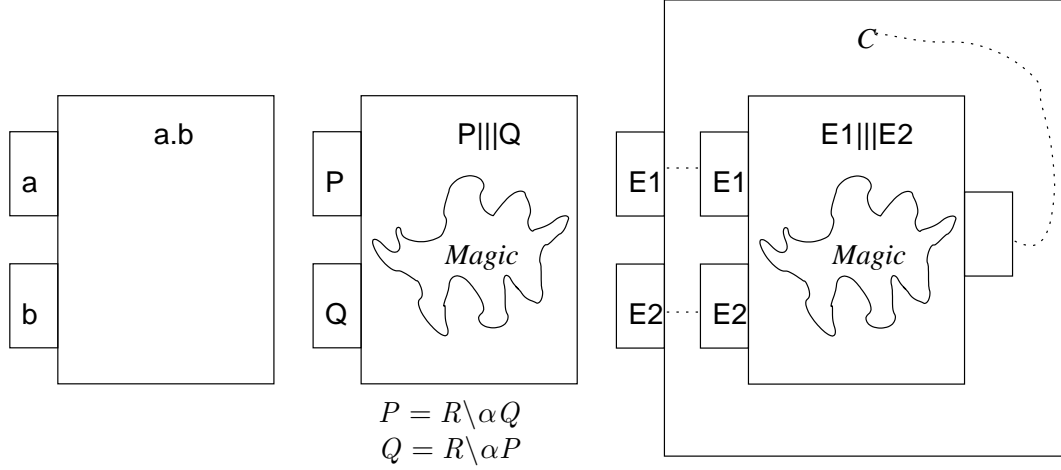 a.b
a
b
P|||Q
P
Magic
Q
P = R\αQ
Q = R\αP
C
E1|||E2
E1
E1
Magic
E2
E2